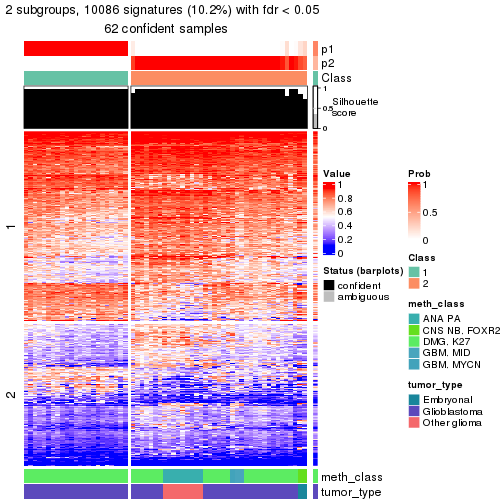 2 subgroups, 10086 signatures (10.2%) with fdr < 0.05
62 confident samples
p1
p2
Class
1
0.5
0
Silhouette
score
1
2
Value
1
0.8
0.6
0.4
0.2
0
Prob
1
0.5
0
Status (barplots)
confident
ambiguous
Class
1
2
meth_class
ANA PA
CNS NB. FOXR2
DMG. K27
GBM. MID
GBM. MYCN
tumor_type
Embryonal
Glioblastoma
Other glioma
meth_class
tumor_type